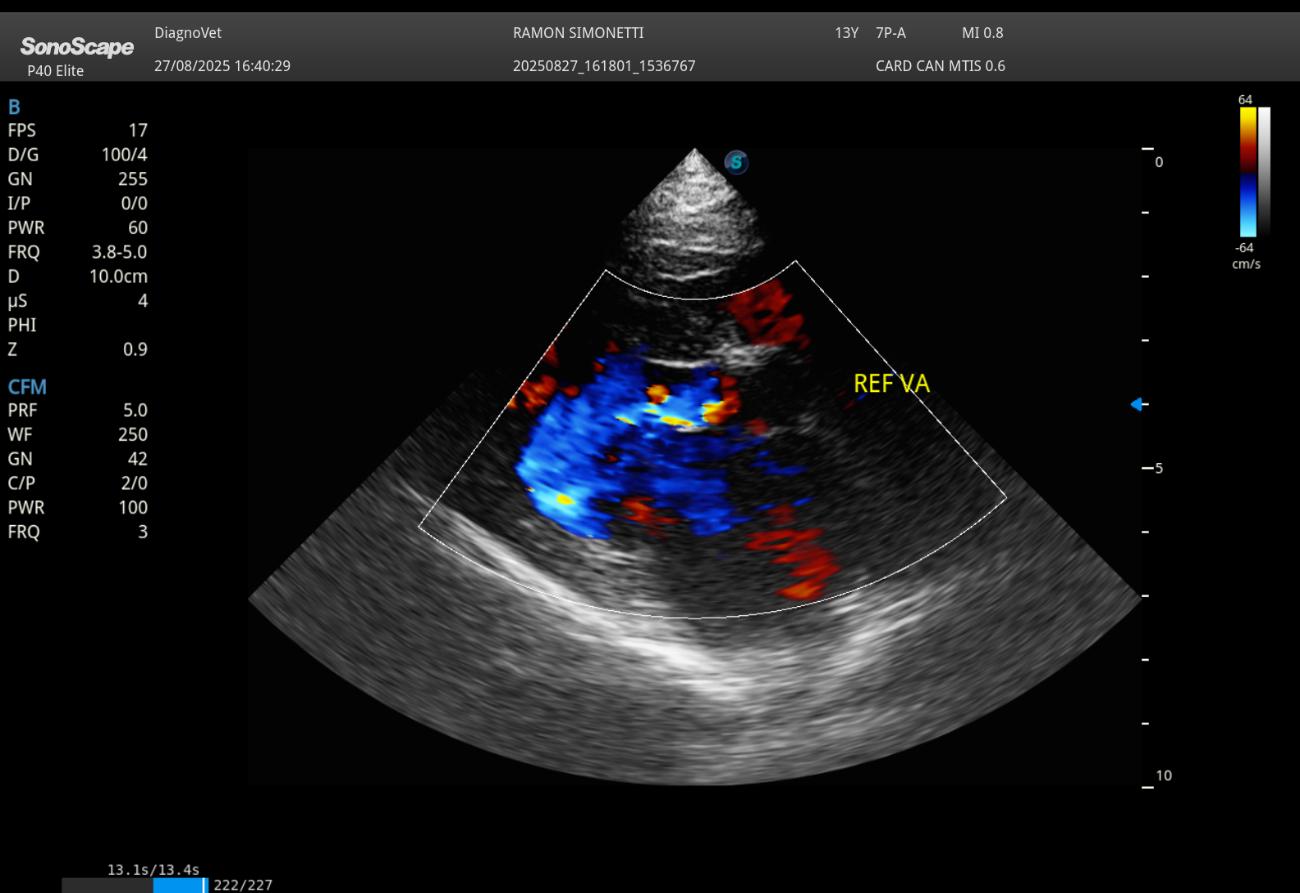 SonoScape
P40 Elite
DiagnoVet
27/08/2025 16:40:29
RAMON SIMONETTI
20250827_161801_1536767
13Y 7P-A MI 0.8
CARD CAN MTIS 0.6
B
FPS 17
D/G 100/4
GN 255
I/P 0/0
PWR 60
FRQ 3.8-5.0
D 10.0cm
µS 4
PHI
Z 0.9
CFM
PRF 5.0
WF 250
GN 42
C/P 2/0
PWR 100
FRQ 3
S
64
-64
cm/s
0
REF VA
5
10
13.1s/13.4s
222/227